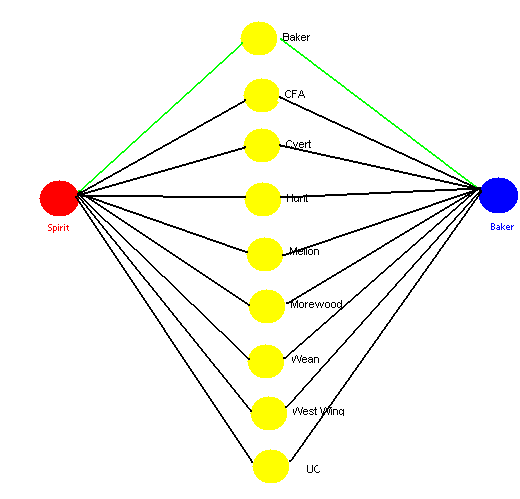 Baker
CFA
Cyert
Hunt
Spirit
Baker
Mellon
Morewood
Wean
West Wing
UC